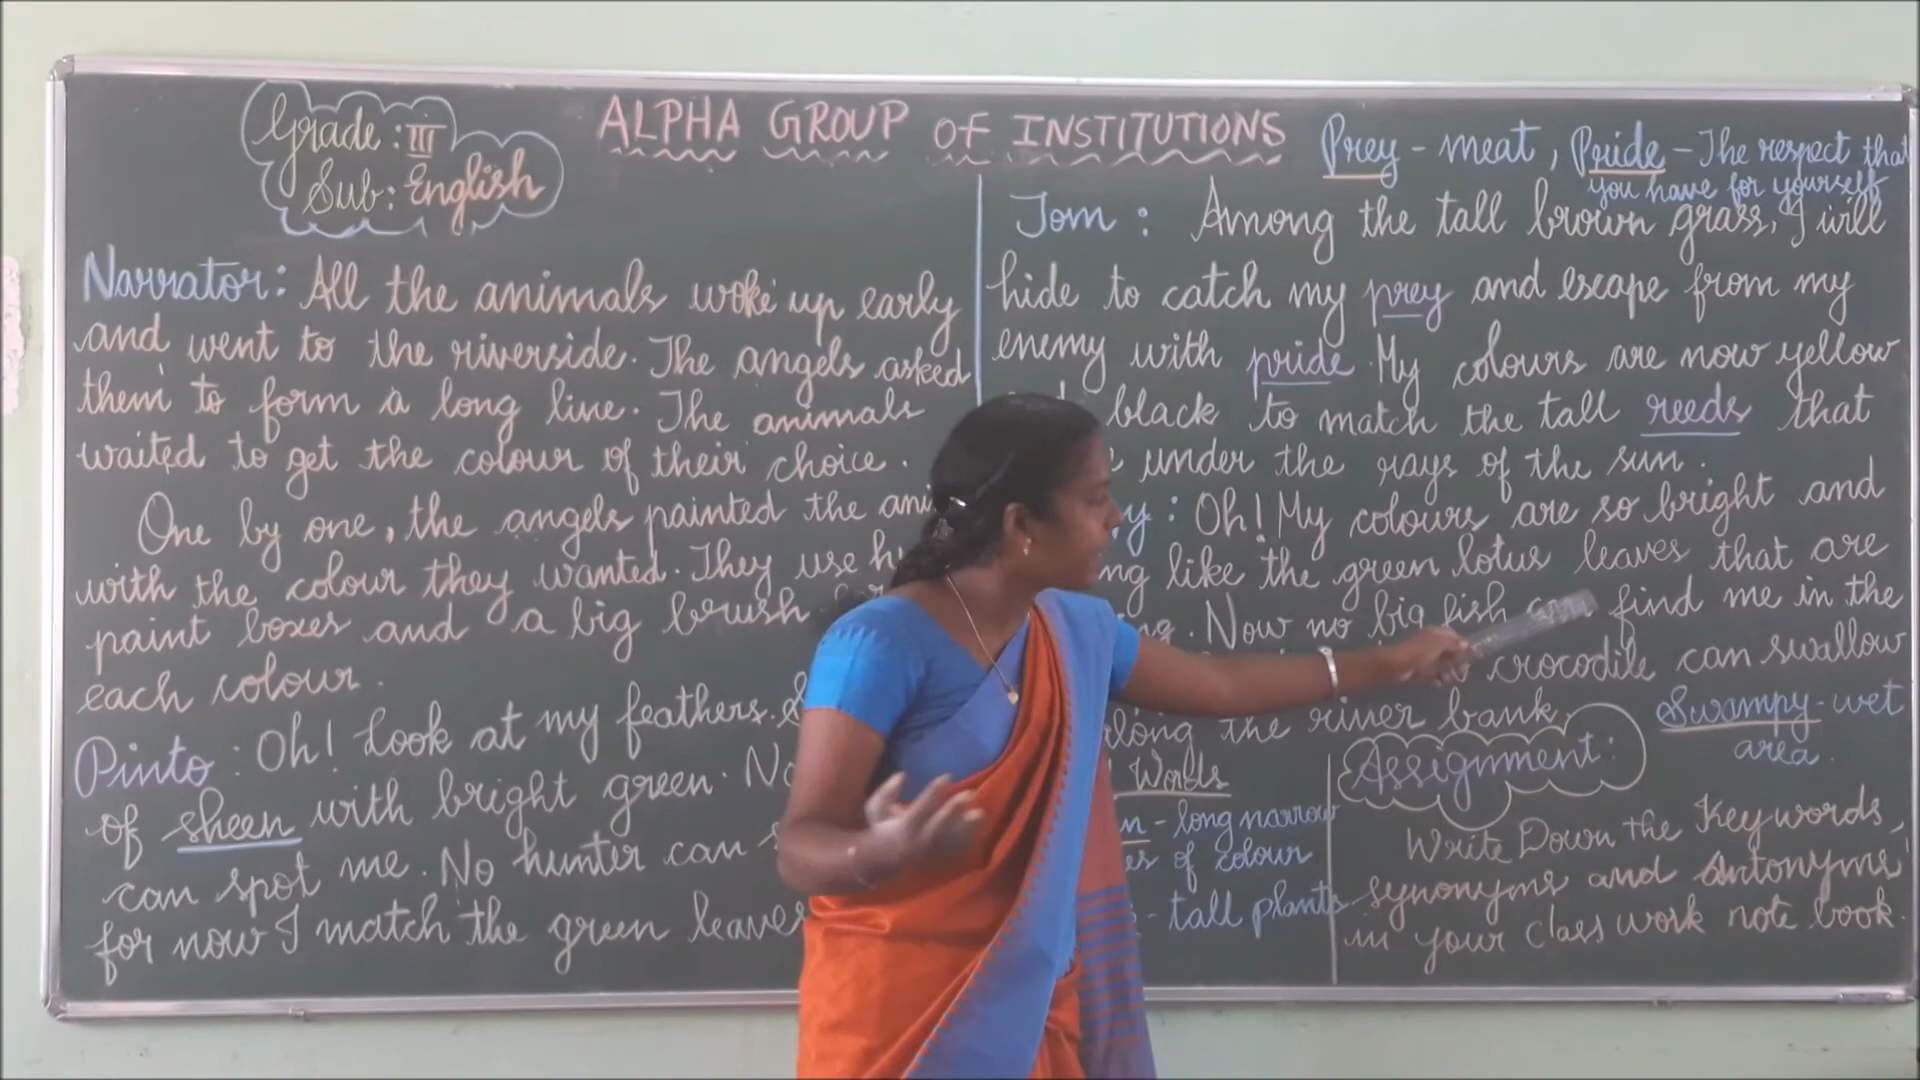 Grade : III
Sub : English
ALPHA GROUP OF INSTITUTIONS
Prey - meat, Pride - The respect that
you have for yourself
Narrator : All the animals woke up early
and went to the riverside. The angels asked
them to form a long line. The animals
waited to get the colour of their choice.
One by one, the angels painted the
with the colour they wanted. They use
paint boxes and a big brush
each colour.
Pinto : Oh! Look at my feathers.
of sheen with bright green.
can spot me. No hunter can
for now I match the green leaves
Tom : Among the tall brown grass, I will
hide to catch my prey and escape from my
enemy with pride. My colours are now yellow
black to match the tall reeds that
under the rays of the sun.
: Oh! My colours are so bright and
like the green lotus leaves that are
Now no big fish find me in the
crocodile can swallow
along the river bank
Swampy - wet
area.
Words
- long narrow
of colour
- tall plants
Assignment :
Write Down the Key words,
synonyms and Antonyms
in your class work note book.